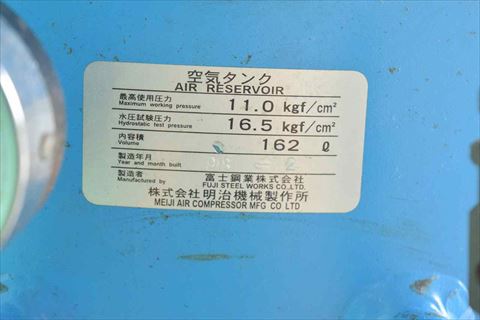 空気タンク
AIR RESERVOIR
最高使用圧力 11.0 kgf/cm²
Maximum working pressure
水圧試験圧力 16.5 kgf/cm²
Hydrostatic test pressure
内容積 162 ℓ
Volume
製造年月
Year and month built
製造者 富士鋼業株式会社
Manufactured by FUJI STEEL WORKS CO.,LTD.
株式会社明治機械製作所
MEIJI AIR COMPRESSOR MFG CO LTD